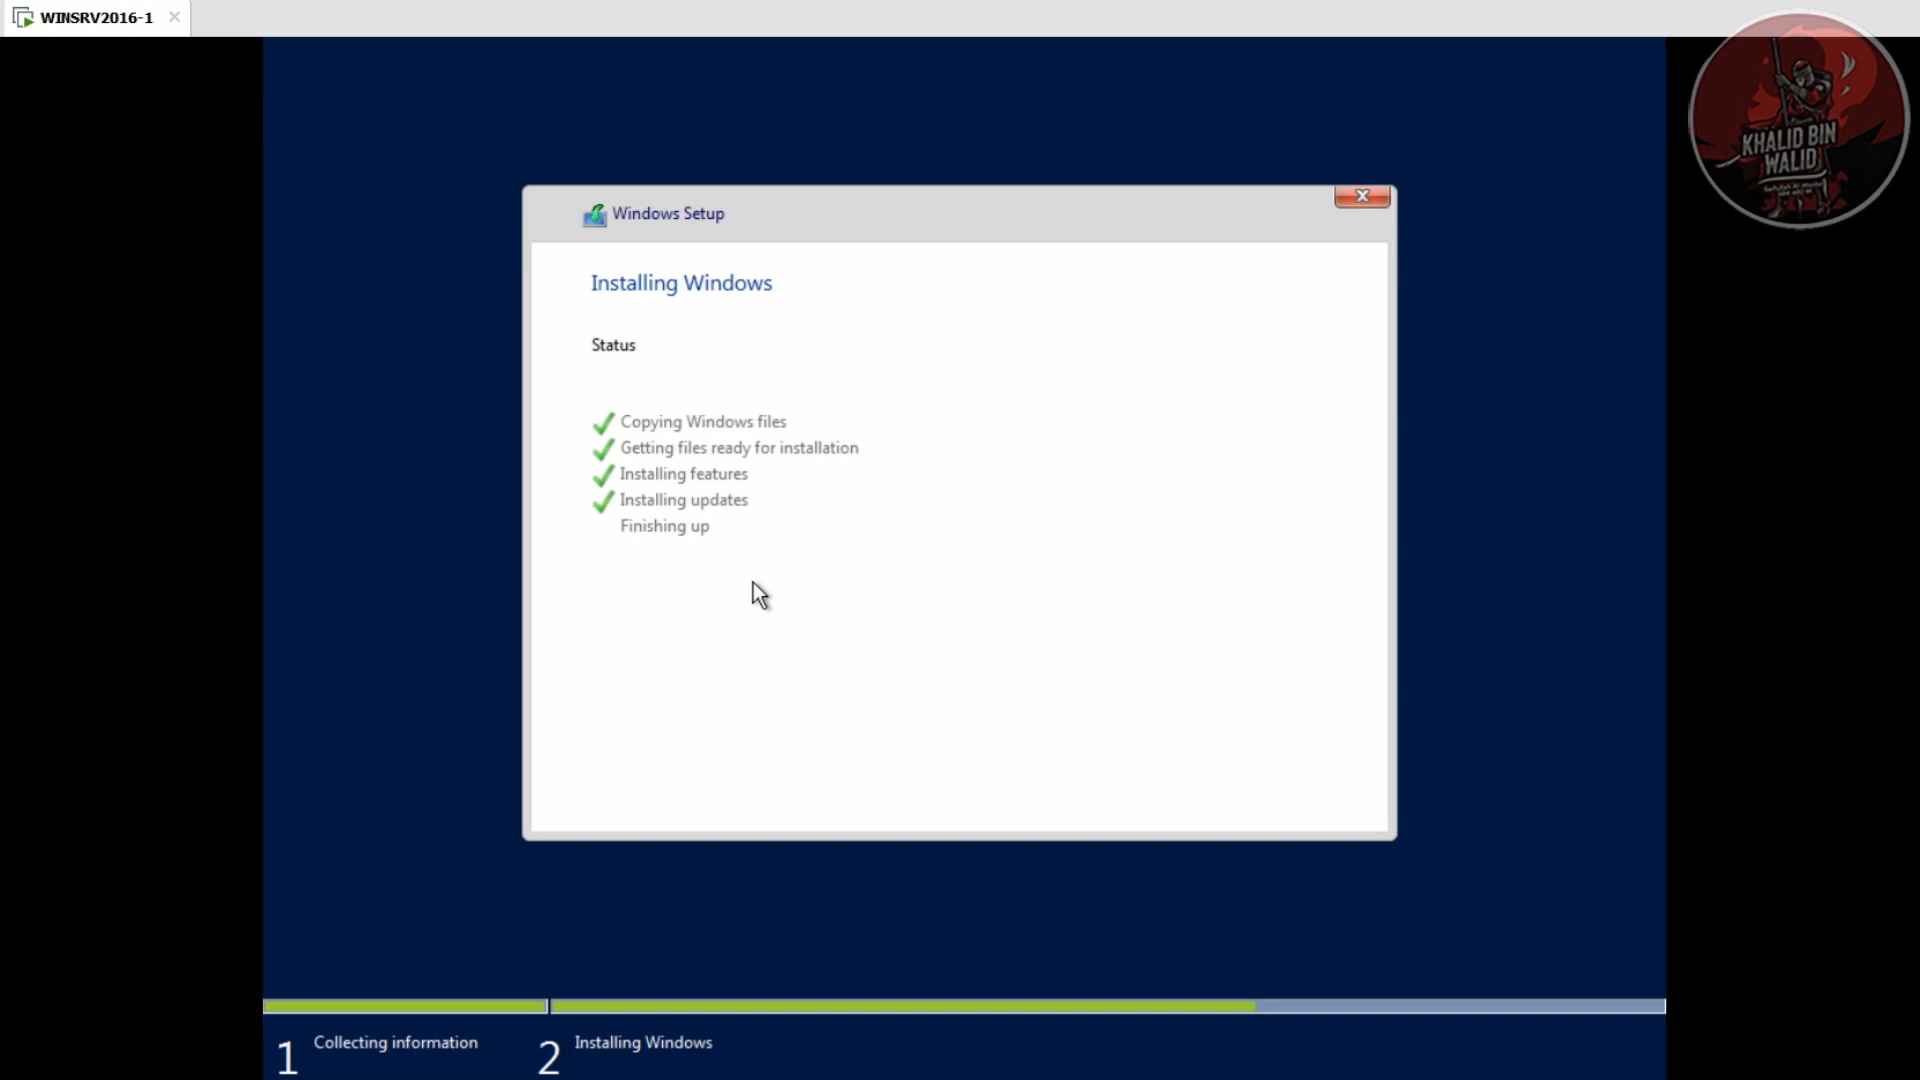 WINSRV2016-1
KHALID BIN
WALID
Windows Setup
Installing Windows
Status
Copying Windows files
Getting files ready for installation
Installing features
Installing updates
Finishing up
1 Collecting information
2 Installing Windows